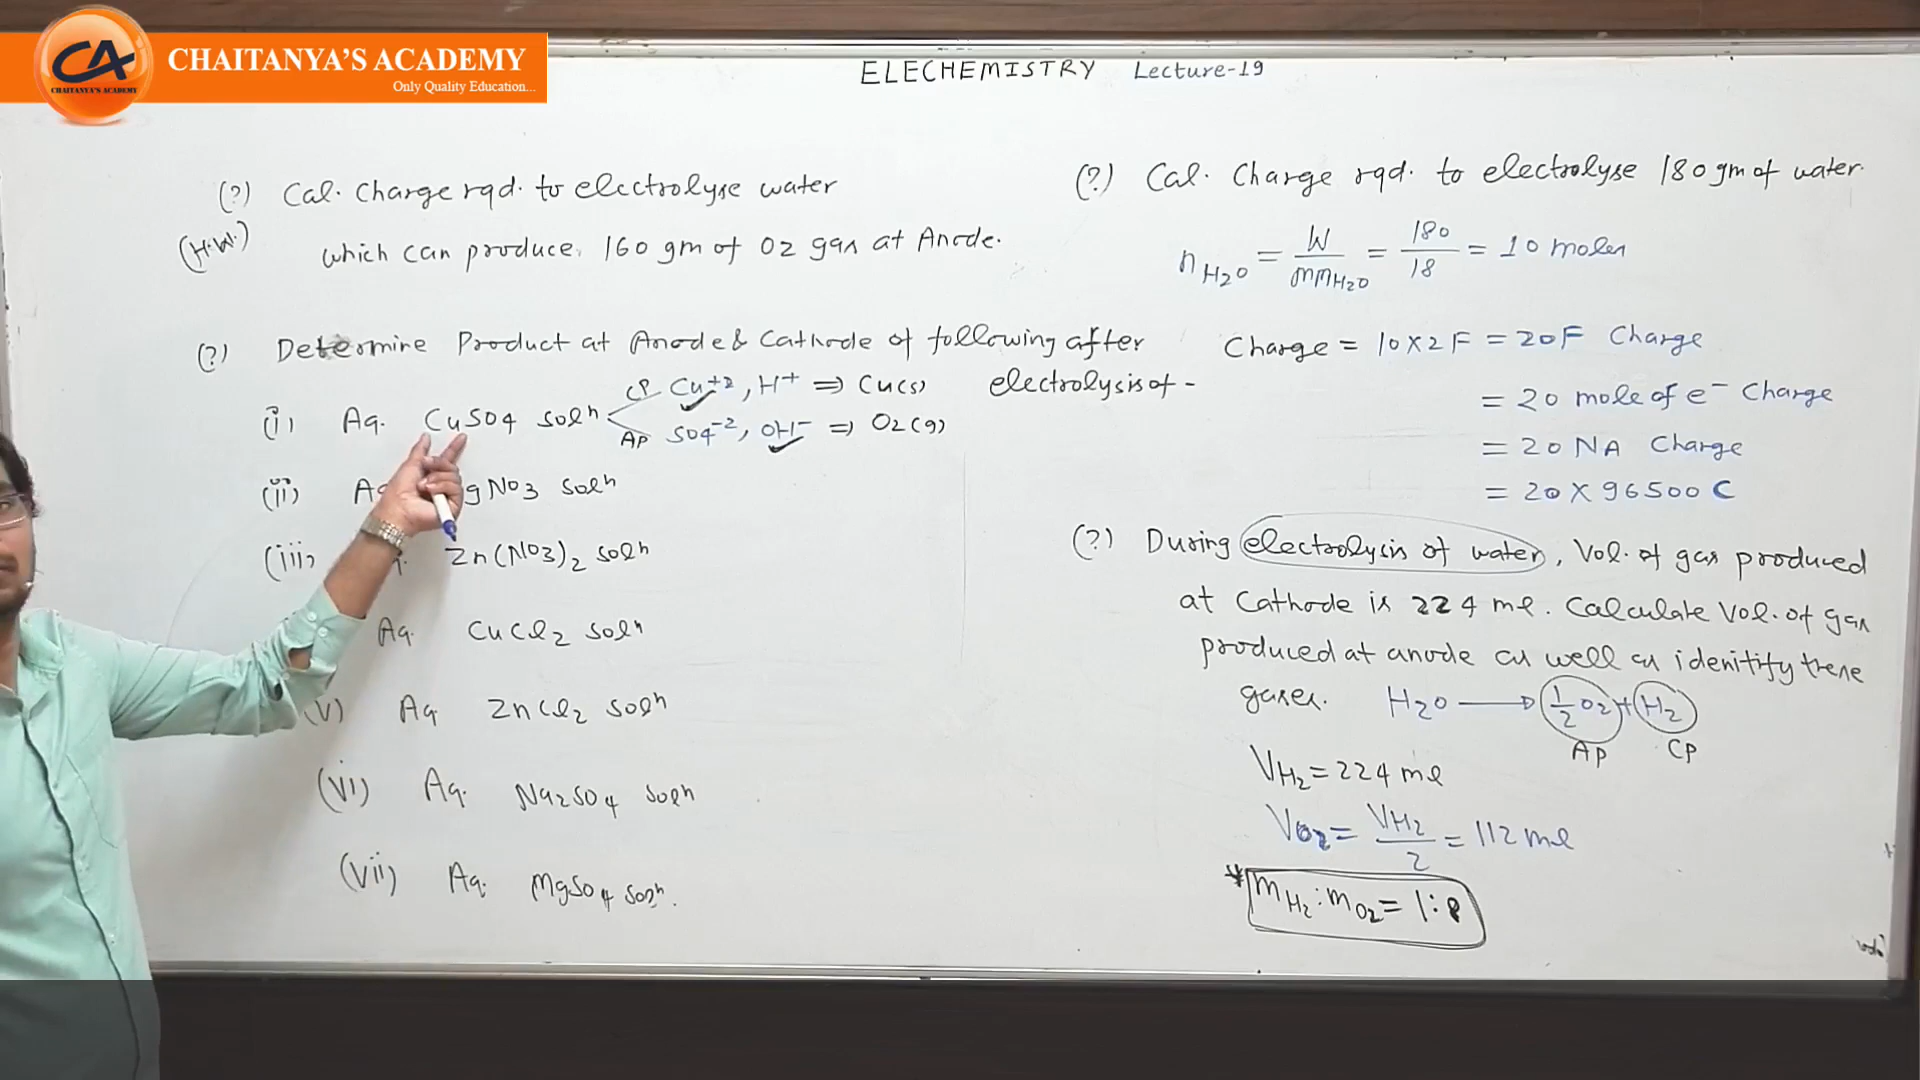 CA
CHAITANYA'S ACADEMY
CHAITANYA'S ACADEMY
Only Quality Education...
ELECHEMISTRY Lecture-19
(?) Cal. Charge rqd. to electrolyse water
(H.W.) which can produce 160 gm of O2 gas at Anode.
(?) Determine Product at Anode & Cathode of following after
electrolysis of -
(i) Aq. CuSO4 solⁿ
CP Cu+2, H+ => Cu(s)
AP SO4-2, OH- => O2(g)
(ii) A gNO3 solⁿ
(iii) Zn(NO3)2 solⁿ
Aq. CuCl2 solⁿ
(v) Aq ZnCl2 solⁿ
(vi) Aq. Na2SO4 solⁿ
(vii) Aq. MgSO4 solⁿ.
(?) Cal. Charge rqd. to electrolyse 180 gm of water.
nH2O = W/mmH2O = 180/18 = 10 moles
Charge = 10 x 2F = 20F Charge
= 20 mole of e- Charge
= 20 NA Charge
= 20 x 96500 C
(?) During electrolysis of water, Vol. of gas produced
at Cathode is 224 ml. Calculate Vol. of gas
produced at anode as well as idenitify these
gases. H2O → 1/2 O2 + H2
AP CP
VH2 = 224 ml
VO2 = VH2/2 = 112 ml
* mH2 : mO2 = 1:8